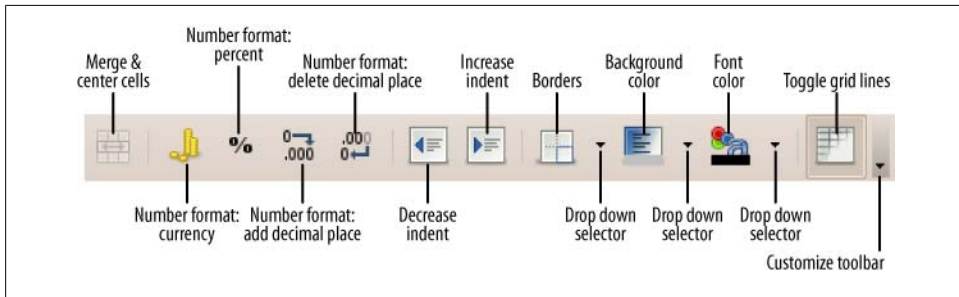 Merge &
center cells
Number format:
percent
Number format:
delete decimal place
Increase
indent
Borders
Background
color
Font
color
Toggle grid lines
%
0
.000
.000
0
Number format:
currency
Number format:
add decimal place
Decrease
indent
Drop down
selector
Drop down
selector
Drop down
selector
Customize toolbar